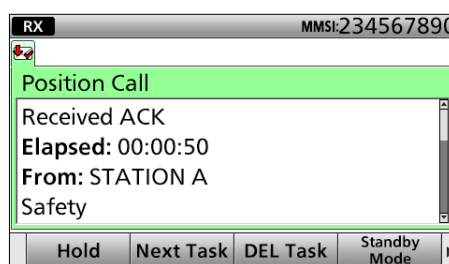 RX MMSI:234567890
Position Call
Received ACK
Elapsed: 00:00:50
From: STATION A
Safety
Hold Next Task DEL Task Standby Mode